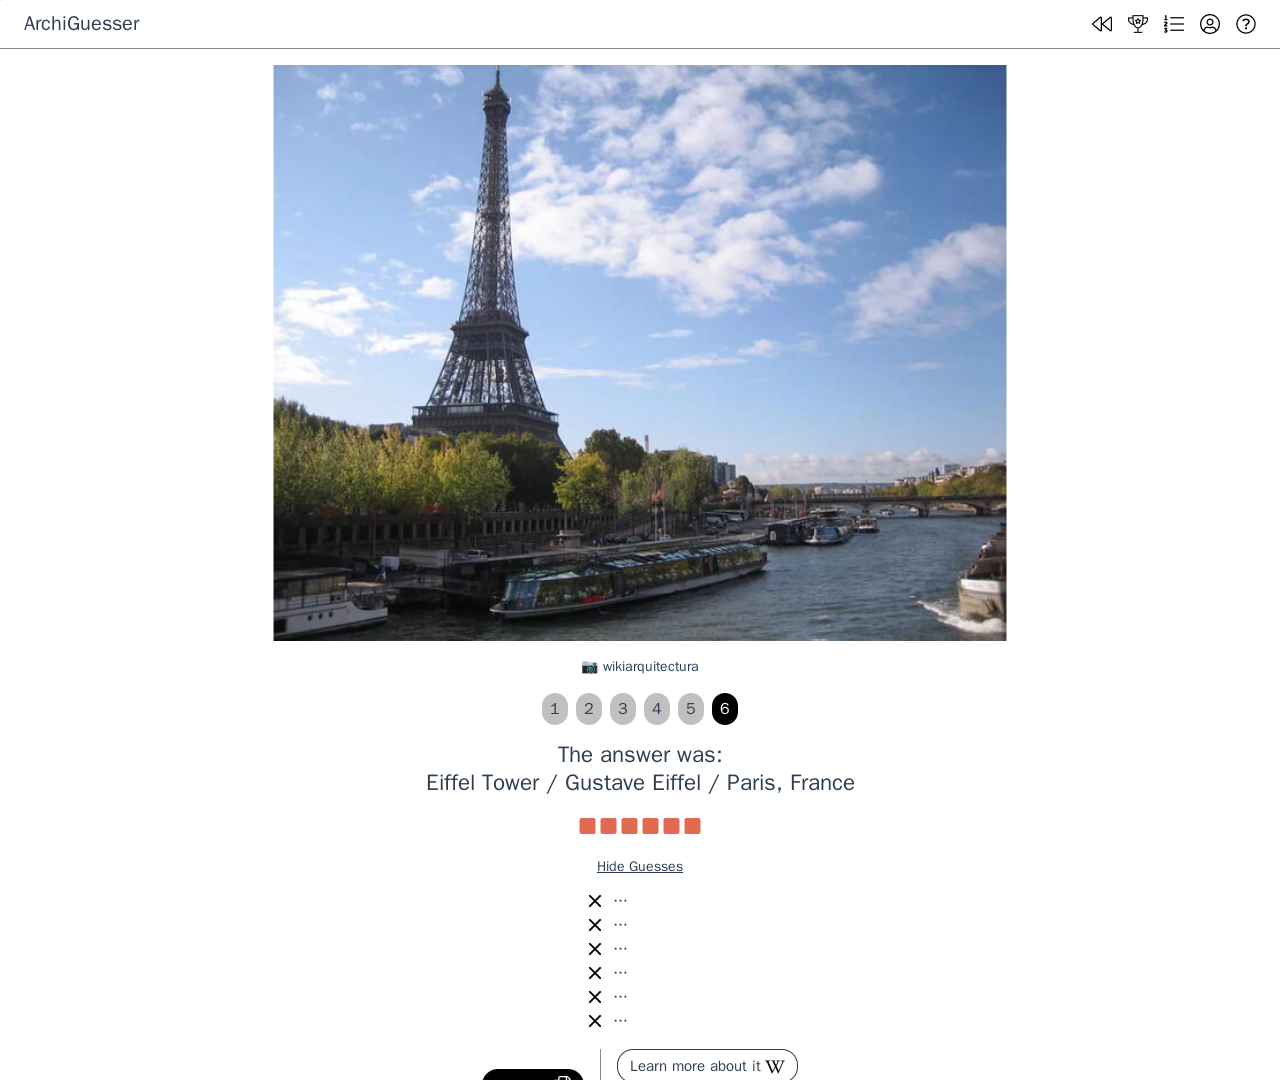 ArchiGuesser
📷 wikiarquitectura
1 2 3 4 5 6
The answer was:
Eiffel Tower / Gustave Eiffel / Paris, France
Hide Guesses
✕ ···
✕ ···
✕ ···
✕ ···
✕ ···
✕ ···
Learn more about it W